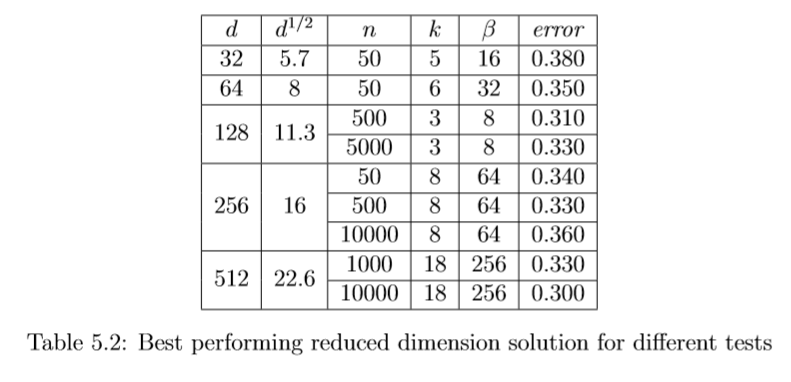 d d^{1/2} n k β error
32 5.7 50 5 16 0.380
64 8 50 6 32 0.350
128 11.3 500 3 8 0.310
5000 3 8 0.330
256 16 50 8 64 0.340
500 8 64 0.330
10000 8 64 0.360
512 22.6 1000 18 256 0.330
10000 18 256 0.300
Table 5.2: Best performing reduced dimension solution for different tests